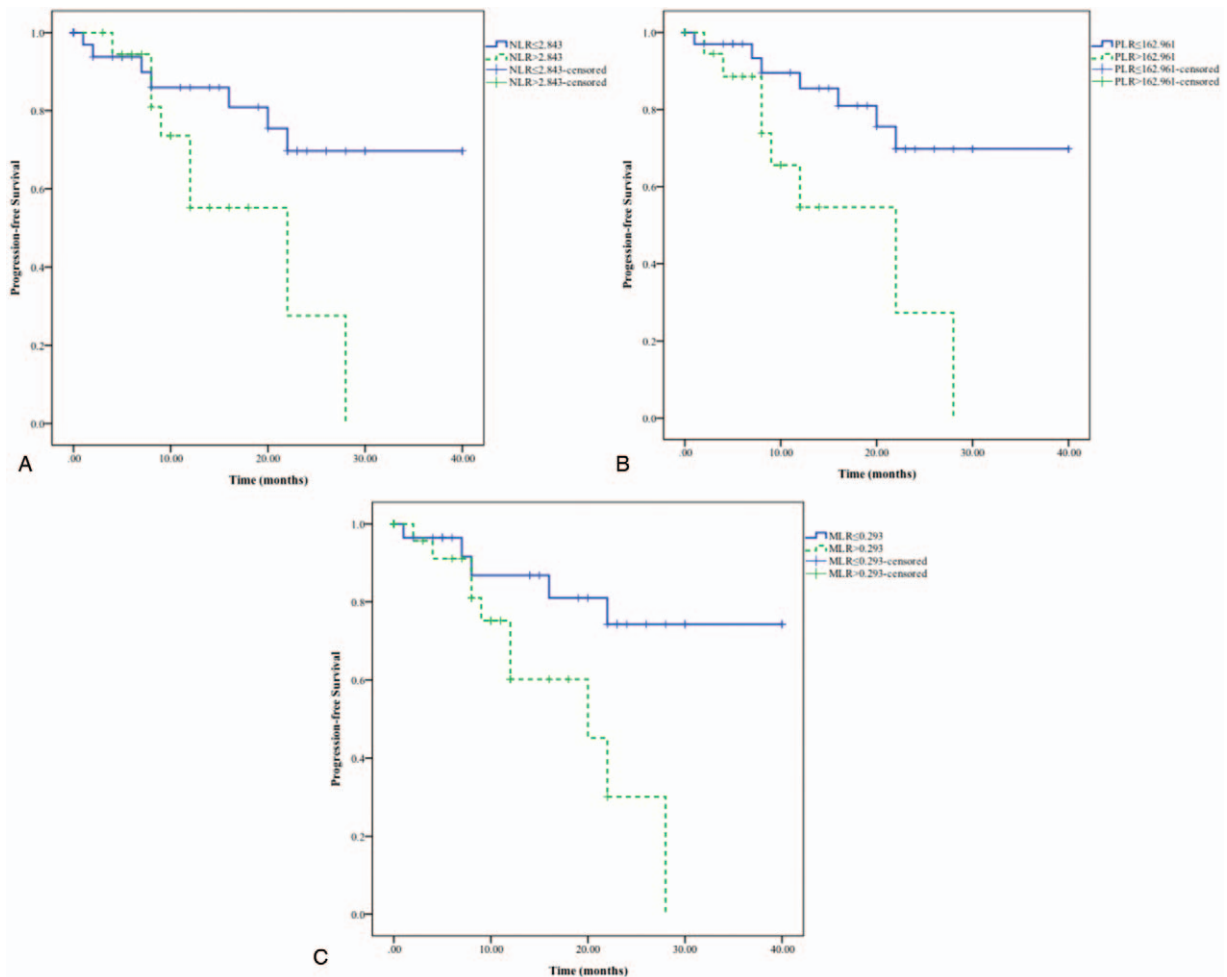 1.0
0.8
0.6
0.4
0.2
0.0
Progression-free Survival
.00
10.00
20.00
30.00
40.00
Time (months)
NLR≤2.843
NLR>2.843
NLR≤2.843-censored
NLR>2.843-censored
A
1.0
0.8
0.6
0.4
0.2
0.0
Progession-free Survival
.00
10.00
20.00
30.00
40.00
Time (months)
PLR≤162.961
PLR>162.961
PLR≤162.961-censored
PLR>162.961-censored
B
1.0
0.8
0.6
0.4
0.2
0.0
Progression-free Survival
.00
10.00
20.00
30.00
40.00
Time (months)
MLR≤0.293
MLR>0.293
MLR≤0.293-censored
MLR>0.293-censored
C